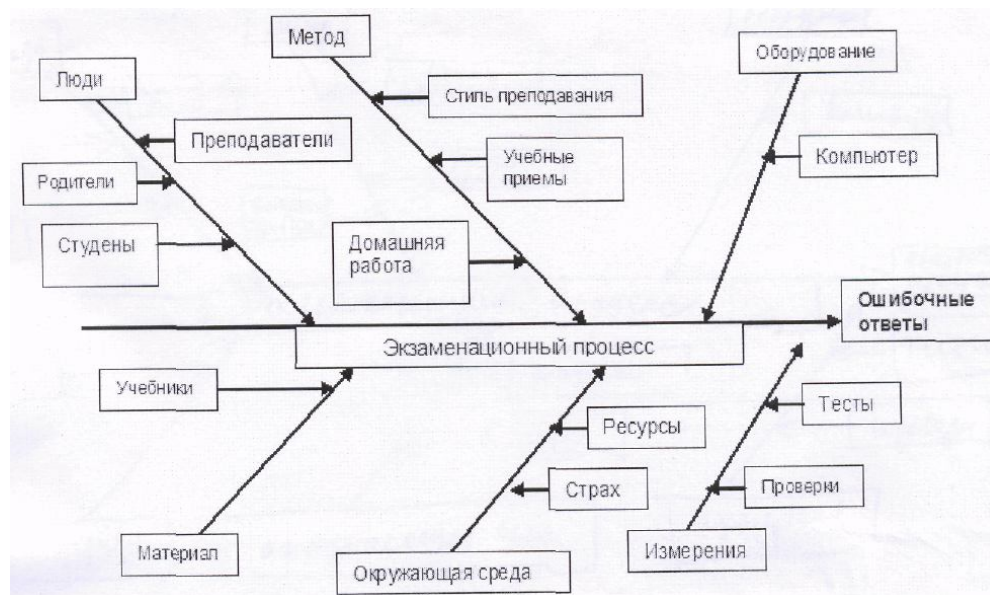 Метод
Оборудование
Люди
Стиль преподавания
Преподаватели
Учебные
приемы
Компьютер
Родители
Студены
Домашняя
работа
Ошибочные
ответы
Экзаменационный процесс
Учебники
Тесты
Ресурсы
Страх
Проверки
Материал
Окружающая среда
Измерения